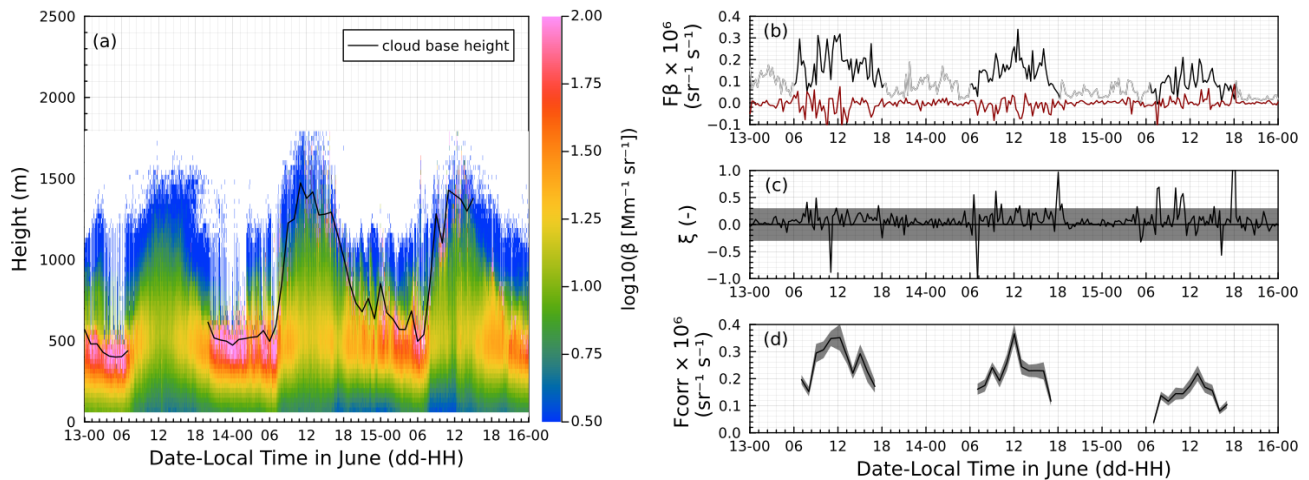 2500
2000
1500
1000
500
0
Height (m)
(a)
cloud base height
13-00 06 12 18 14-00 06 12 18 15-00 06 12 18 16-00
Date-Local Time in June (dd-HH)
2.00
1.75
1.50
1.25
1.00
0.75
0.50
log10(β [Mm⁻¹ sr⁻¹])
(b)
Fβ × 10⁶
(sr⁻¹ s⁻¹)
0.4
0.3
0.2
0.1
0.0
−0.1
13-00 06 12 18 14-00 06 12 18 15-00 06 12 18 16-00
(c)
ξ (-)
1.0
0.5
0.0
−0.5
−1.0
13-00 06 12 18 14-00 06 12 18 15-00 06 12 18 16-00
(d)
Fcorr × 10⁶
(sr⁻¹ s⁻¹)
0.4
0.3
0.2
0.1
0.0
13-00 06 12 18 14-00 06 12 18 15-00 06 12 18 16-00
Date-Local Time in June (dd-HH)